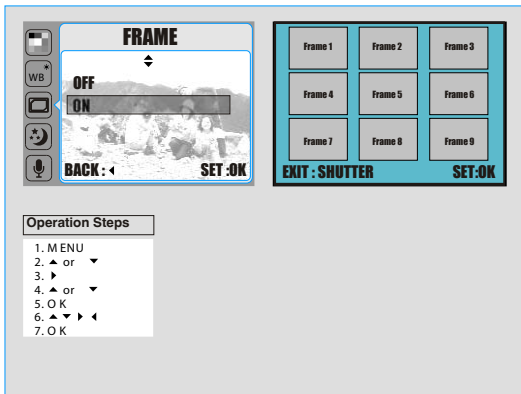 FRAME
WB*
OFF
ON
BACK : ◂ SET :OK
Frame 1 Frame 2 Frame 3
Frame 4 Frame 5 Frame 6
Frame 7 Frame 8 Frame 9
EXIT : SHUTTER SET:OK
Operation Steps
1. MENU
2. ▲ or ▼
3. ▶
4. ▲ or ▼
5. OK
6. ▲ ▼ ▶ ◀
7. OK